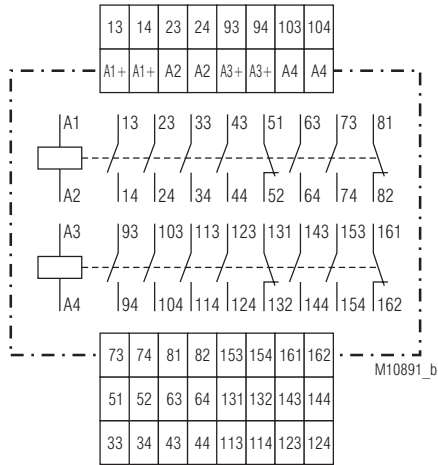 13 14 23 24 93 94 103 104
A1+ A1+ A2 A2 A3+ A3+ A4 A4
A1 13 23 33 43 51 63 73 81
A2 14 24 34 44 52 64 74 82
A3 93 103 113 123 131 143 153 161
A4 94 104 114 124 132 144 154 162
73 74 81 82 153 154 161 162
M10891_b
51 52 63 64 131 132 143 144
33 34 43 44 113 114 123 124